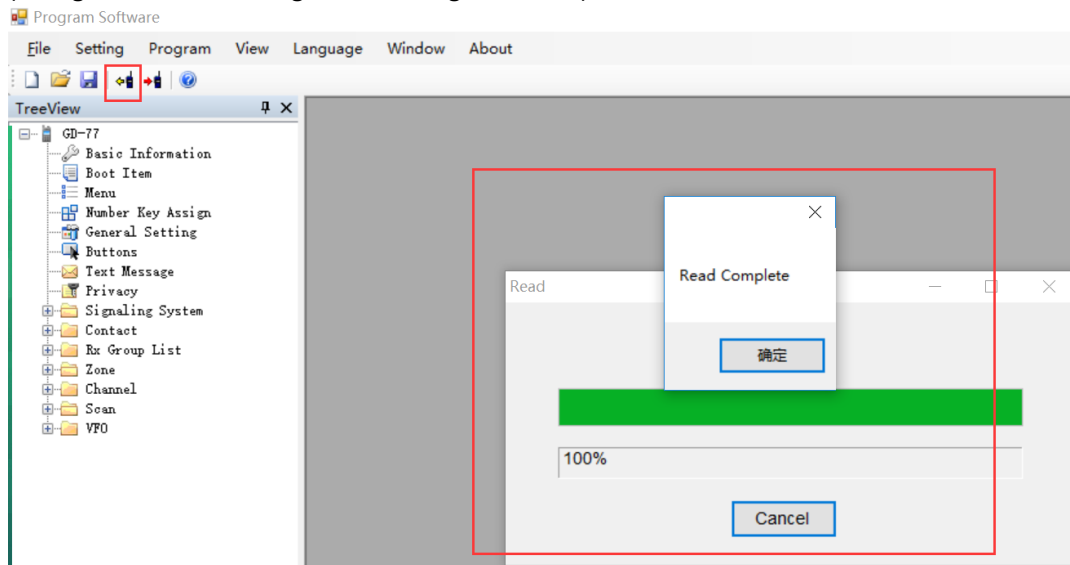 Program Software
File Setting Program View Language Window About
TreeView
GD-77
Basic Information
Boot Item
Menu
Number Key Assign
General Setting
Buttons
Text Message
Privacy
Signaling System
Contact
Rx Group List
Zone
Channel
Scan
VFO
Read
Read Complete
确定
100%
Cancel